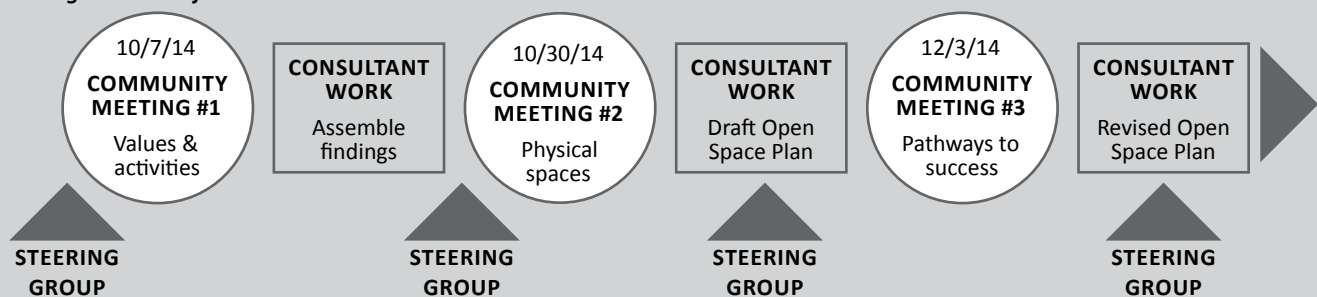 10/7/14
COMMUNITY
MEETING #1
Values &
activities
CONSULTANT
WORK
Assemble
findings
10/30/14
COMMUNITY
MEETING #2
Physical
spaces
CONSULTANT
WORK
Draft Open
Space Plan
12/3/14
COMMUNITY
MEETING #3
Pathways to
success
CONSULTANT
WORK
Revised Open
Space Plan
STEERING
GROUP
STEERING
GROUP
STEERING
GROUP
STEERING
GROUP